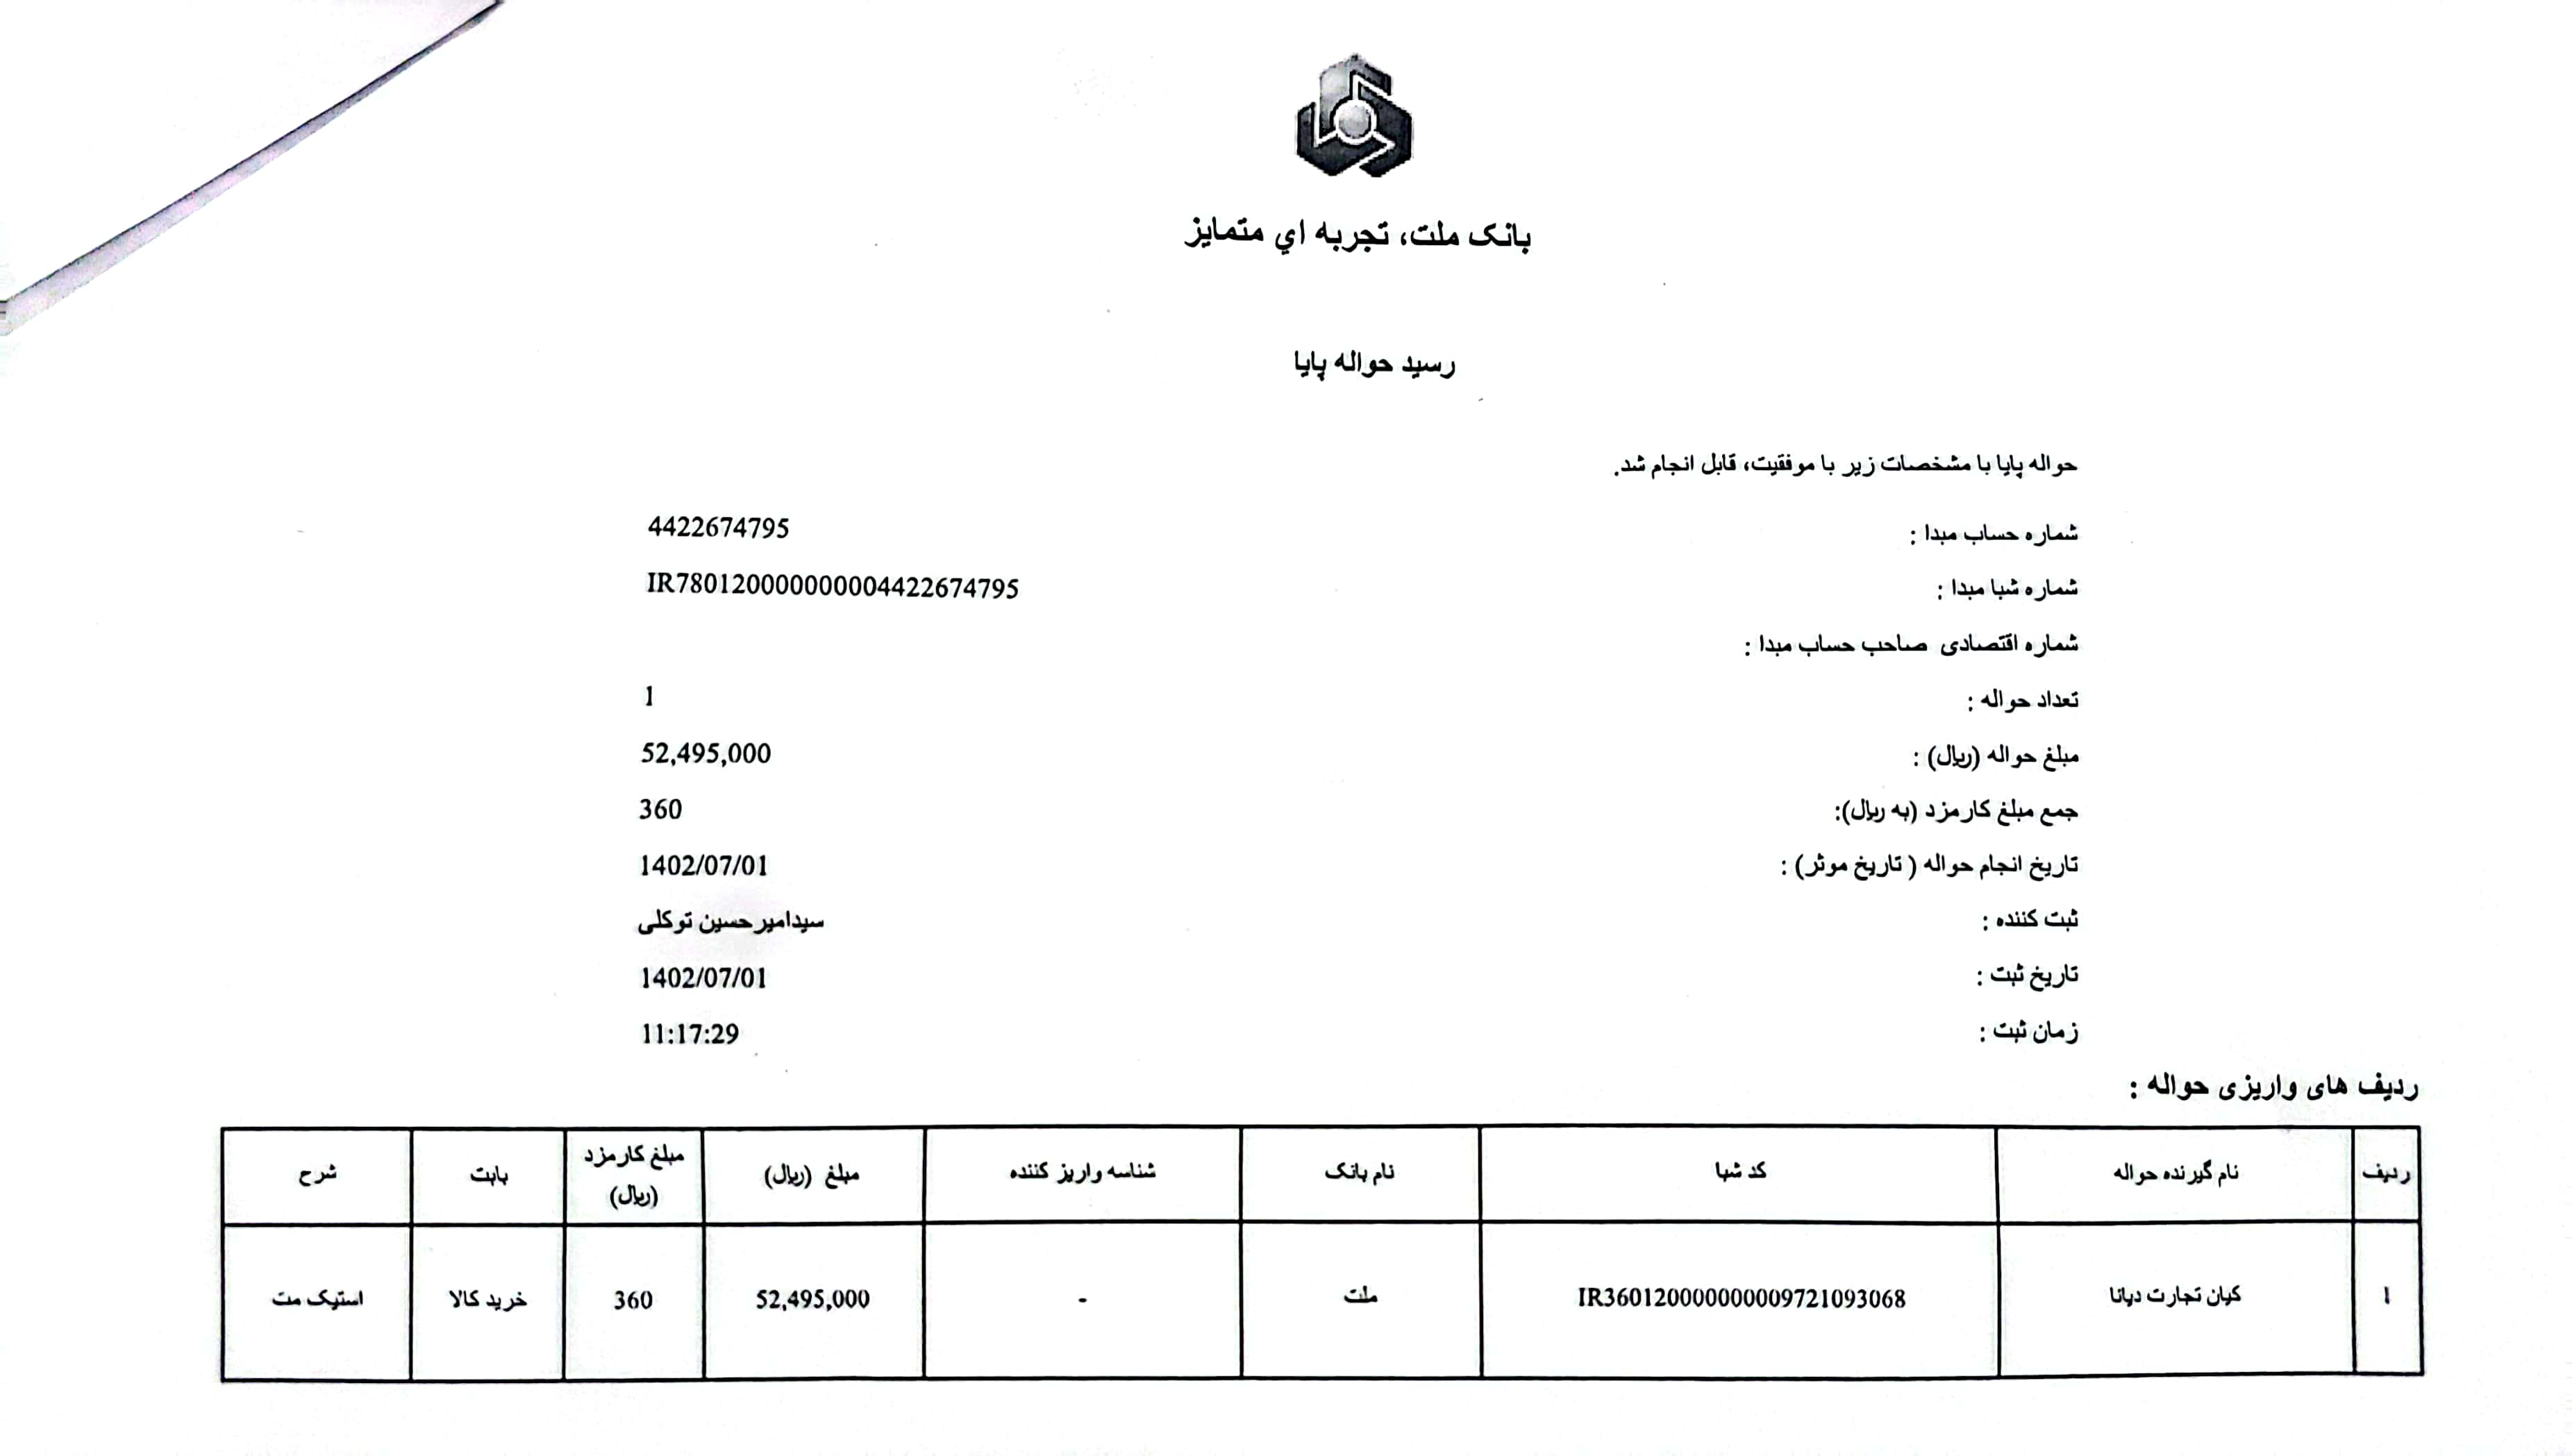 بانک ملت، تجربه اي متمایز
رسید حواله پایا
حواله پایا با مشخصات زیر با موفقیت، قابل انجام شد.
شماره حساب مبدا : 4422674795
شماره شبا مبدا : IR780120000000004422674795
شماره اقتصادی صاحب حساب مبدا :
تعداد حواله : 1
مبلغ حواله (ریال) : 52,495,000
جمع مبلغ کارمزد (به ریال): 360
تاریخ انجام حواله ( تاریخ موثر) : 1402/07/01
ثبت کننده : سیدامیرحسین توکلی
تاریخ ثبت : 1402/07/01
زمان ثبت : 11:17:29
ردیف های واریزی حواله :
ردیف نام گیرنده حواله کد شبا نام بانک شناسه واریز کننده مبلغ (ریال) مبلغ کارمزد (ریال) بابت شرح
۱ کیان تجارت دیانا IR360120000000009721093068 ملت - 52,495,000 360 خرید کالا استیک مت